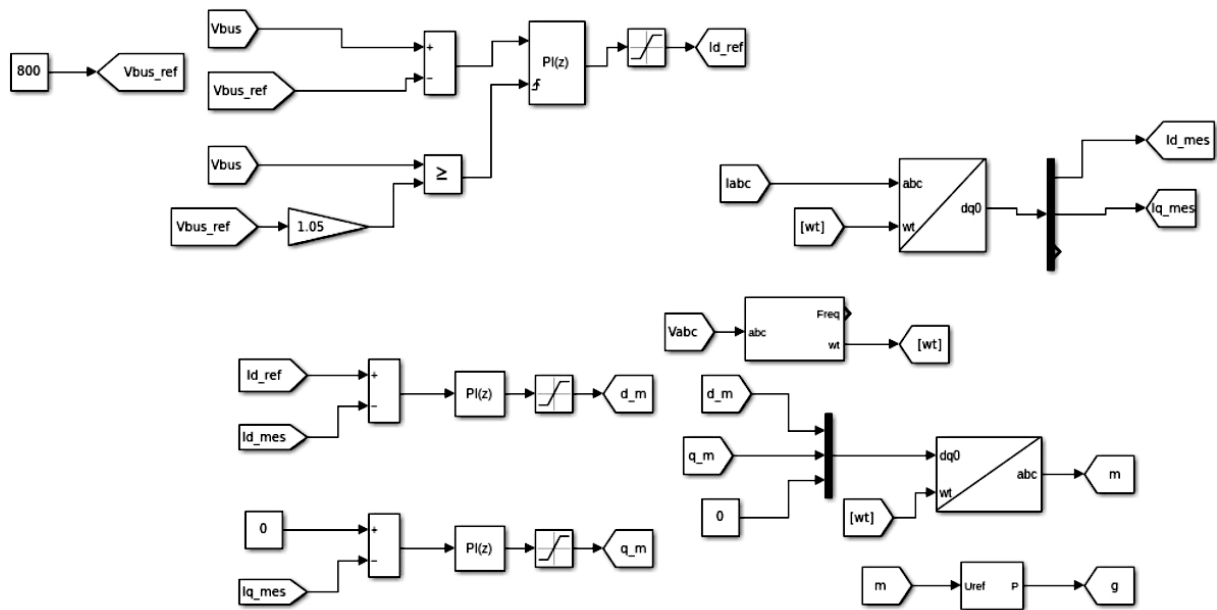 800
Vbus_ref
Vbus
Vbus_ref
+
−
PI(z)
Id_ref
Vbus
Vbus_ref
1.05
≥
Iabc
[wt]
abc
wt
dq0
Id_mes
Iq_mes
Vabc
abc
Freq
wt
[wt]
Id_ref
Id_mes
+
−
PI(z)
d_m
0
Iq_mes
+
−
PI(z)
q_m
d_m
q_m
0
[wt]
dq0
wt
abc
m
m
Uref
P
g